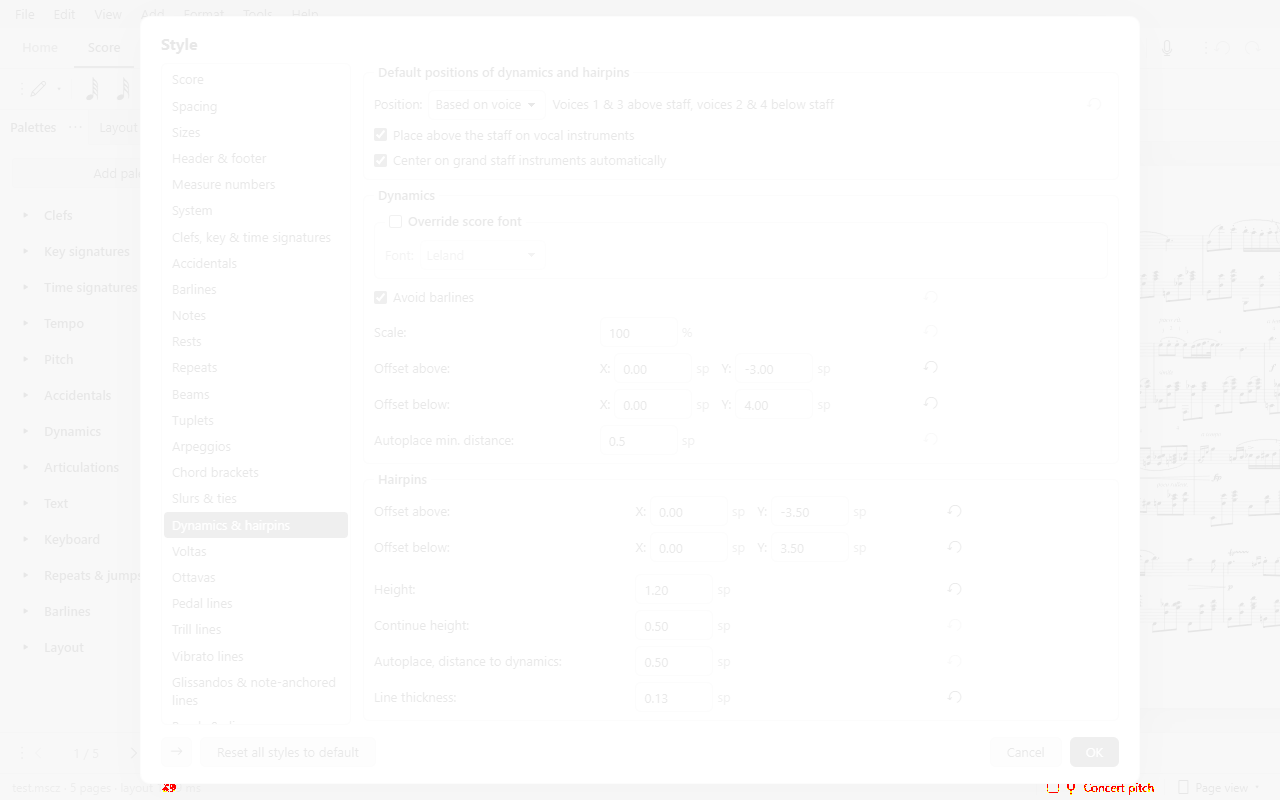 File Edit View Add Format Tools Help
Home Score
Palettes ··· Layout
Add pale
Clefs
Key signatures
Time signatures
Tempo
Pitch
Accidentals
Dynamics
Articulations
Text
Keyboard
Repeats & jumps
Barlines
Layout
1 / 5
Style
Score
Spacing
Sizes
Header & footer
Measure numbers
System
Clefs, key & time signatures
Accidentals
Barlines
Notes
Rests
Repeats
Beams
Tuplets
Arpeggios
Chord brackets
Slurs & ties
Dynamics & hairpins
Voltas
Ottavas
Pedal lines
Trill lines
Vibrato lines
Glissandos & note-anchored
lines
Default positions of dynamics and hairpins
Position: Based on voice Voices 1 & 3 above staff, voices 2 & 4 below staff
Place above the staff on vocal instruments
Center on grand staff instruments automatically
Dynamics
Override score font
Font: Leland
Avoid barlines
Scale: 100 %
Offset above: X: 0.00 sp Y: -3.00 sp
Offset below: X: 0.00 sp Y: 4.00 sp
Autoplace min. distance: 0.5 sp
Hairpins
Offset above: X: 0.00 sp Y: -3.50 sp
Offset below: X: 0.00 sp Y: 3.50 sp
Height: 1.20 sp
Continue height: 0.50 sp
Autoplace, distance to dynamics: 0.50 sp
Line thickness: 0.13 sp
Reset all styles to default Cancel OK
test.mscz · 5 pages · layout ms Concert pitch Page view